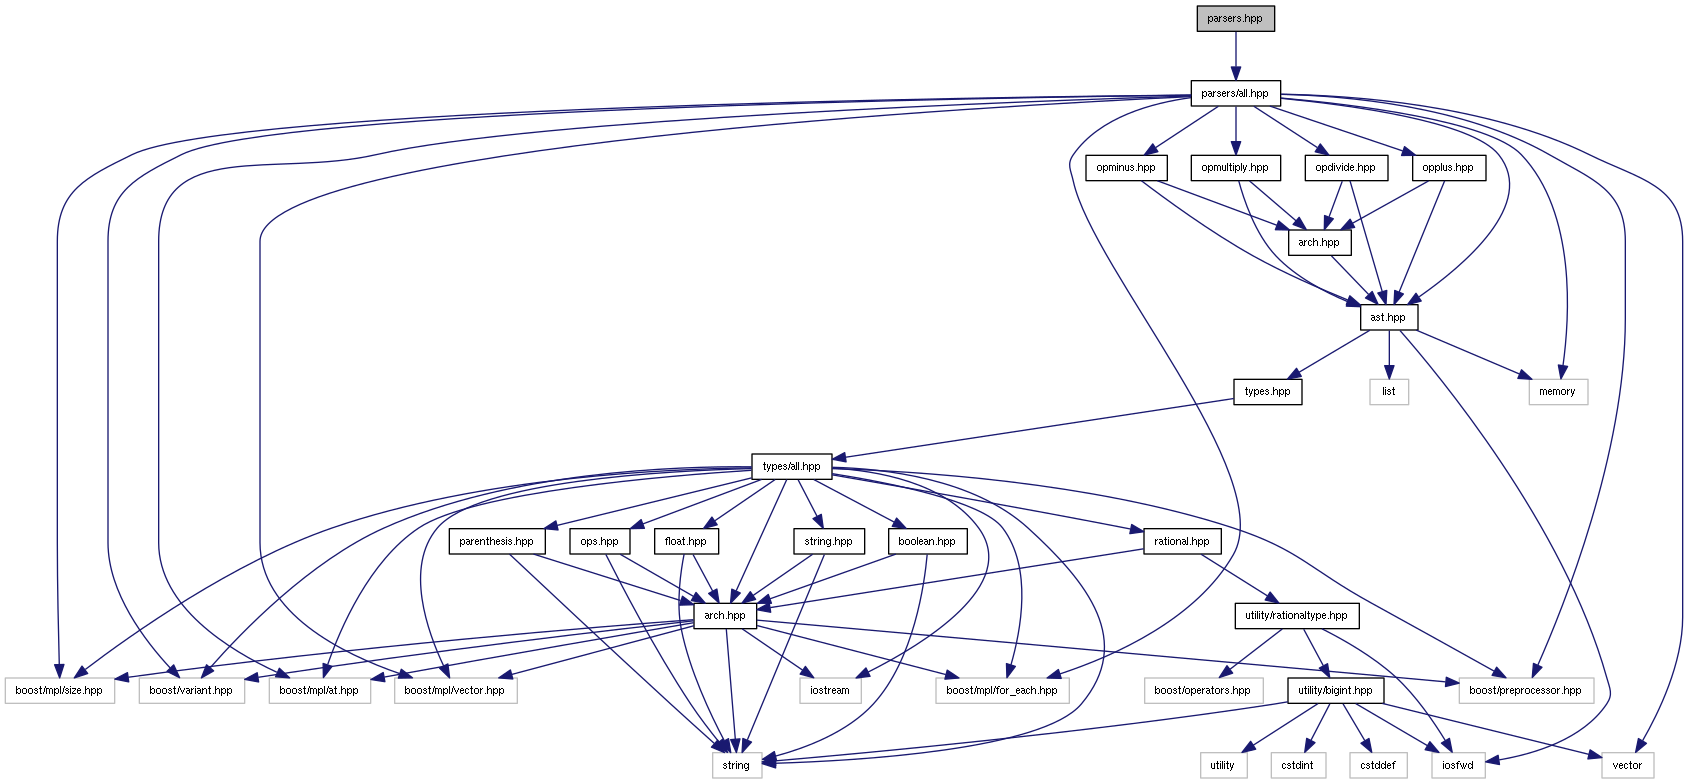 parsers.hpp
parsers/all.hpp
opminus.hpp
opmultiply.hpp
opdivide.hpp
opplus.hpp
arch.hpp
ast.hpp
types.hpp
list
memory
types/all.hpp
parenthesis.hpp
ops.hpp
float.hpp
string.hpp
boolean.hpp
rational.hpp
arch.hpp
utility/rationaltype.hpp
boost/mpl/size.hpp
boost/variant.hpp
boost/mpl/at.hpp
boost/mpl/vector.hpp
iostream
boost/mpl/for_each.hpp
boost/operators.hpp
utility/bigint.hpp
boost/preprocessor.hpp
string
utility
cstdint
cstddef
iosfwd
vector